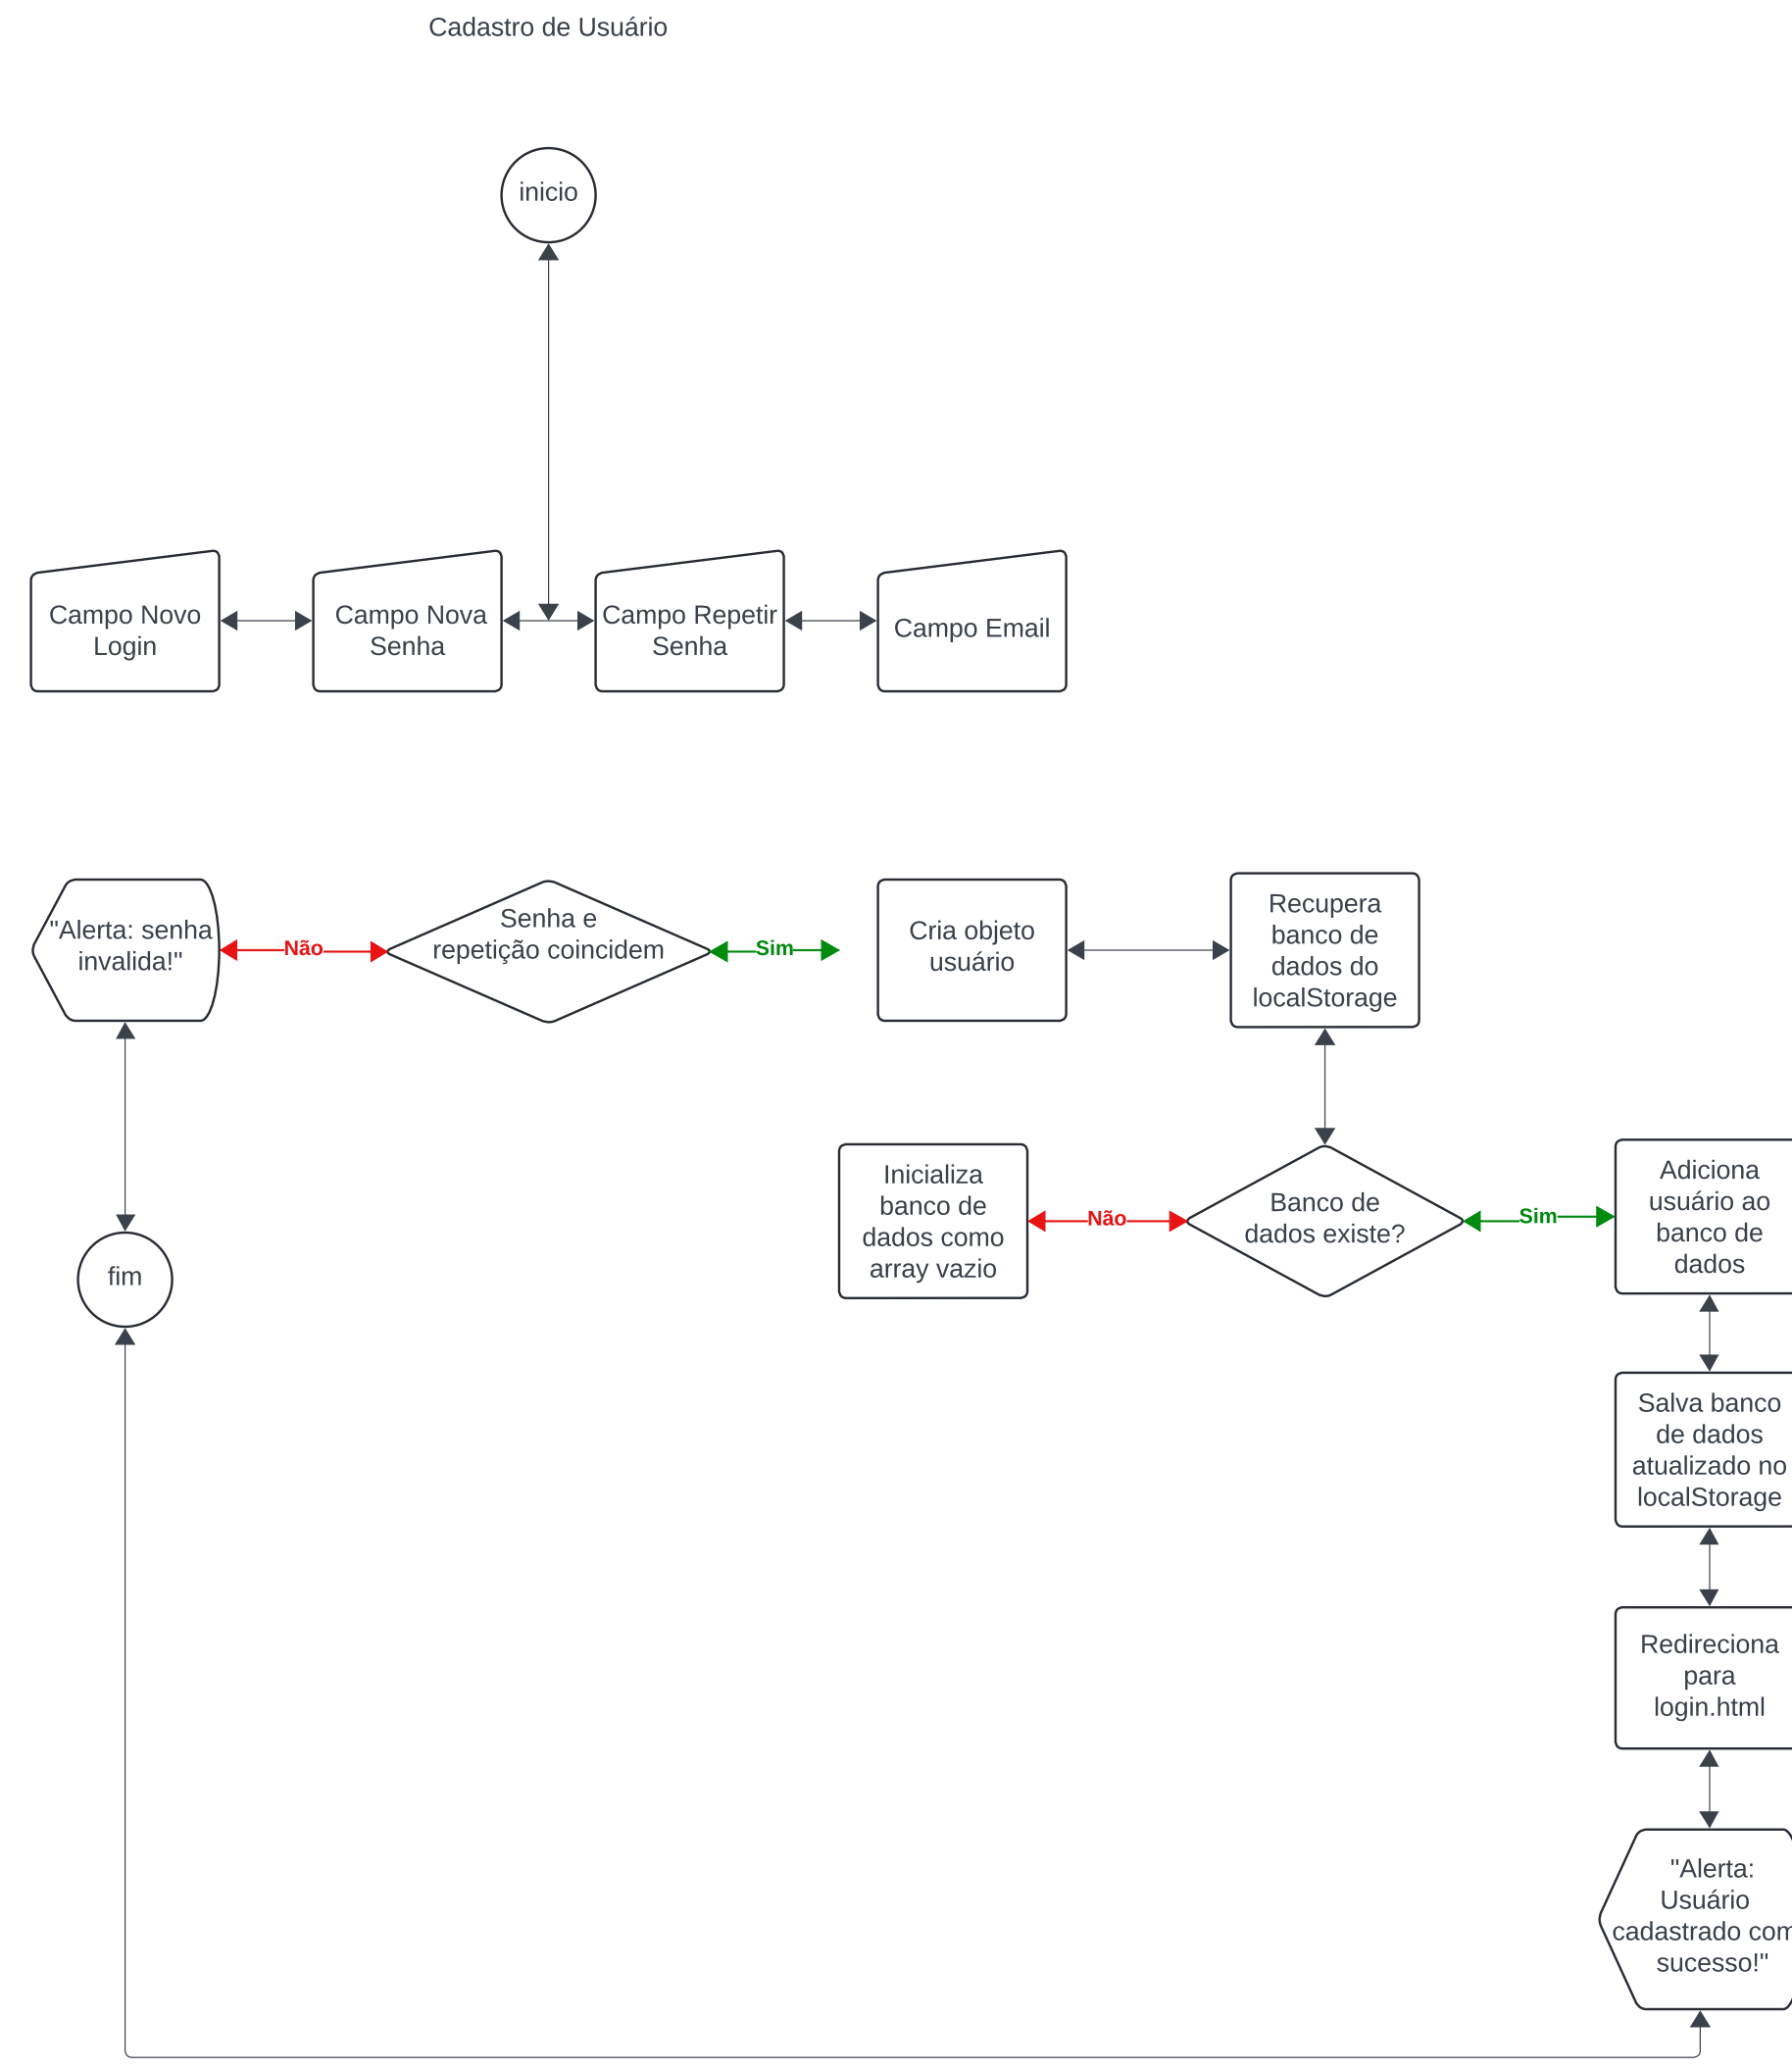 Cadastro de Usuário
inicio
Campo Novo
Login
Campo Nova
Senha
Campo Repetir
Senha
Campo Email
"Alerta: senha
invalida!"
Não
Senha e
repetição coincidem
Sim
Cria objeto
usuário
Recupera
banco de
dados do
localStorage
fim
Inicializa
banco de
dados como
array vazio
Não
Banco de
dados existe?
Sim
Adiciona
usuário ao
banco de
dados
Salva banco
de dados
atualizado no
localStorage
Redireciona
para
login.html
"Alerta:
Usuário
cadastrado com
sucesso!"